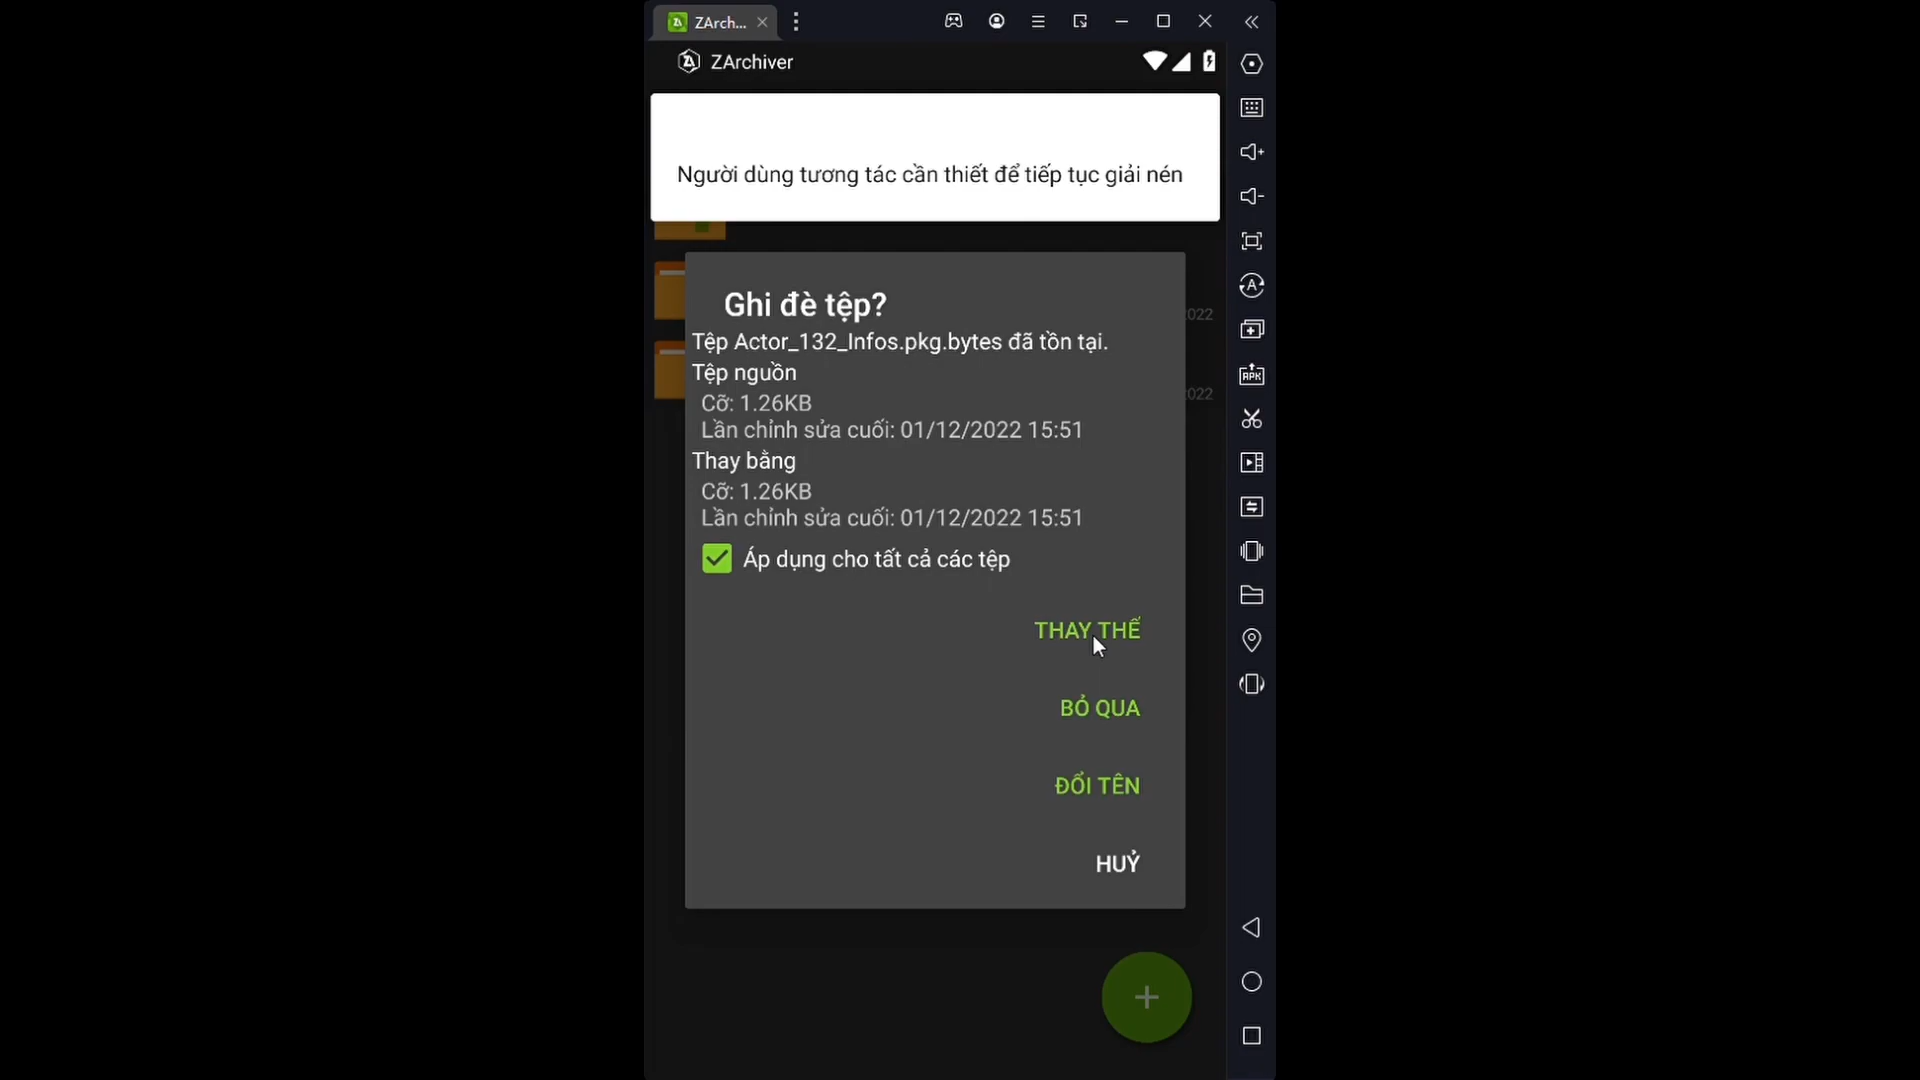 ZArch...
ZArchiver
Người dùng tương tác cần thiết để tiếp tục giải nén
2022
2022
Ghi đè tệp?
Tệp Actor_132_Infos.pkg.bytes đã tồn tại.
Tệp nguồn
Cỡ: 1.26KB
Lần chỉnh sửa cuối: 01/12/2022 15:51
Thay bằng
Cỡ: 1.26KB
Lần chỉnh sửa cuối: 01/12/2022 15:51
Áp dụng cho tất cả các tệp
THAY THẾ
BỎ QUA
ĐỔI TÊN
HUỶ
APK